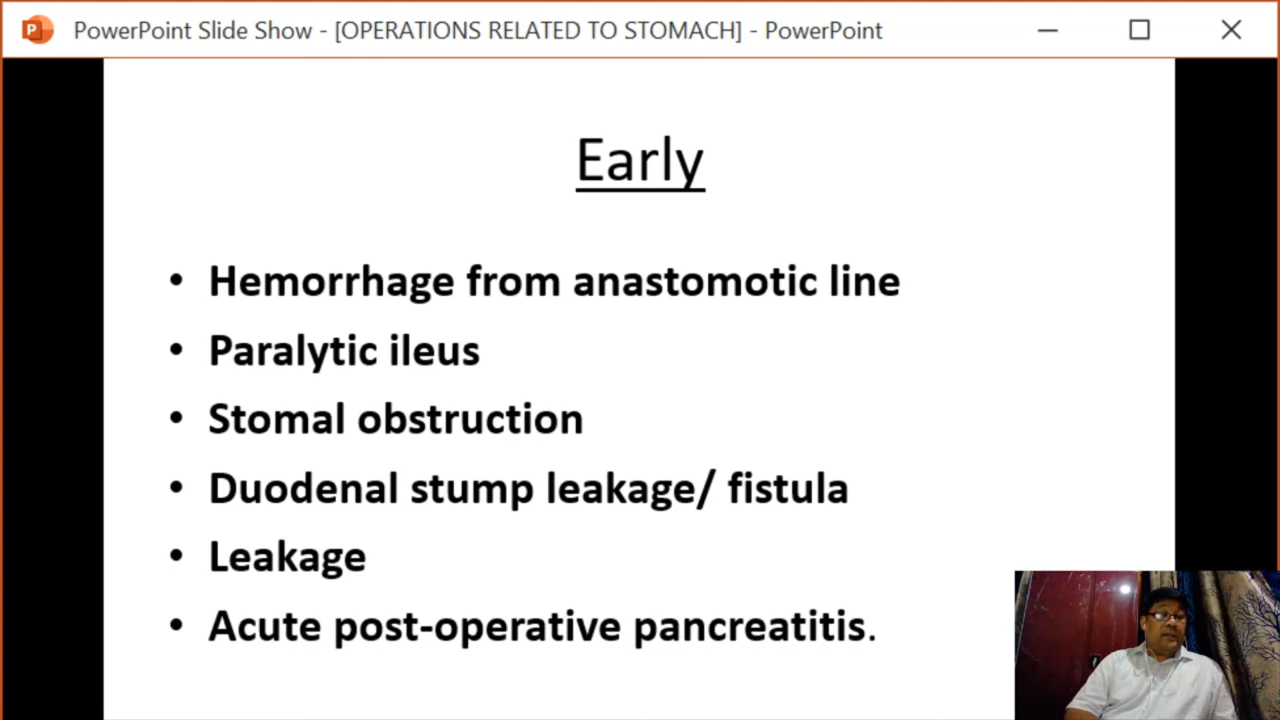 PowerPoint Slide Show - [OPERATIONS RELATED TO STOMACH] - PowerPoint
Early
• Hemorrhage from anastomotic line
• Paralytic ileus
• Stomal obstruction
• Duodenal stump leakage/ fistula
• Leakage
• Acute post-operative pancreatitis.